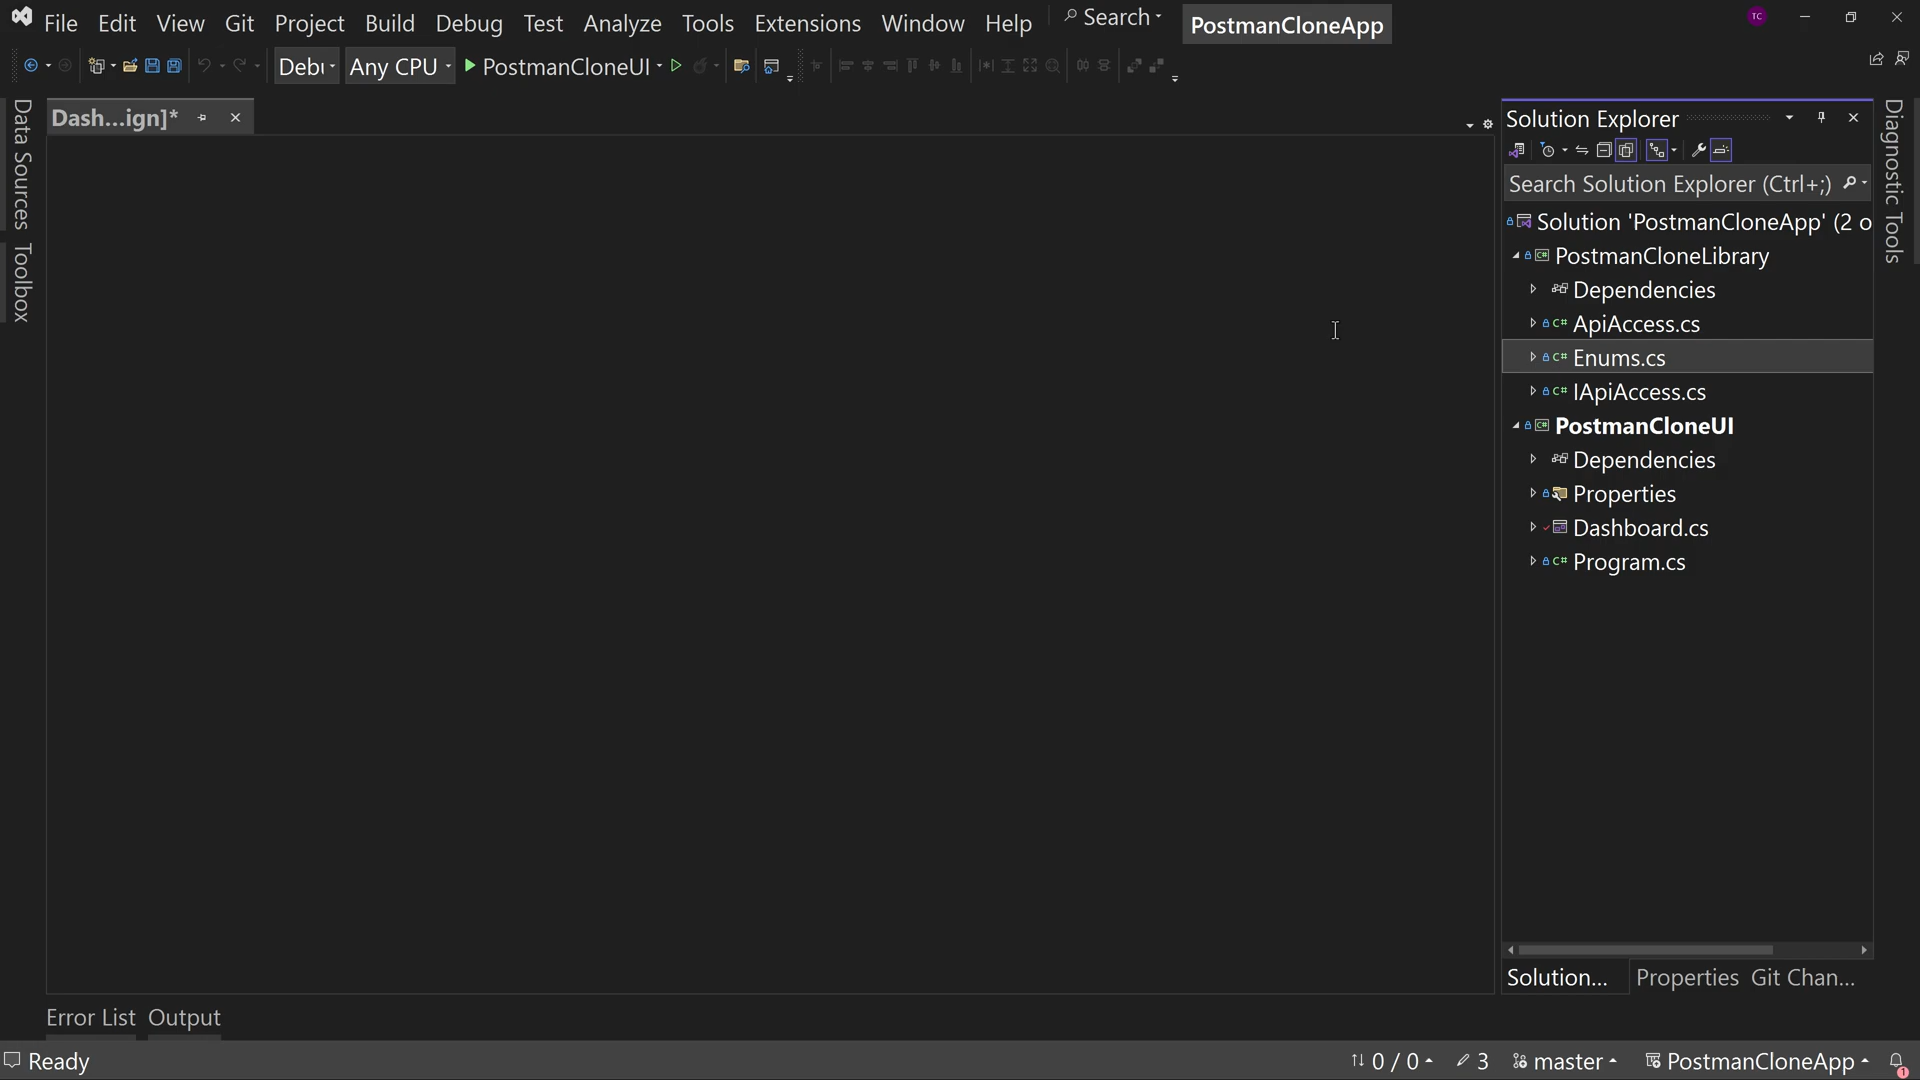 File Edit View Git Project Build Debug Test Analyze Tools Extensions Window Help Search PostmanCloneApp TC
Debu Any CPU PostmanCloneUI
Dash...ign]*
Data Sources
Toolbox
Solution Explorer
Search Solution Explorer (Ctrl+;)
Solution 'PostmanCloneApp' (2 o
PostmanCloneLibrary
Dependencies
C# ApiAccess.cs
C# Enums.cs
C# IApiAccess.cs
PostmanCloneUI
Dependencies
Properties
Dashboard.cs
C# Program.cs
Diagnostic Tools
Solution... Properties Git Chan...
Error List Output
Ready 0 / 0 3 master PostmanCloneApp 1